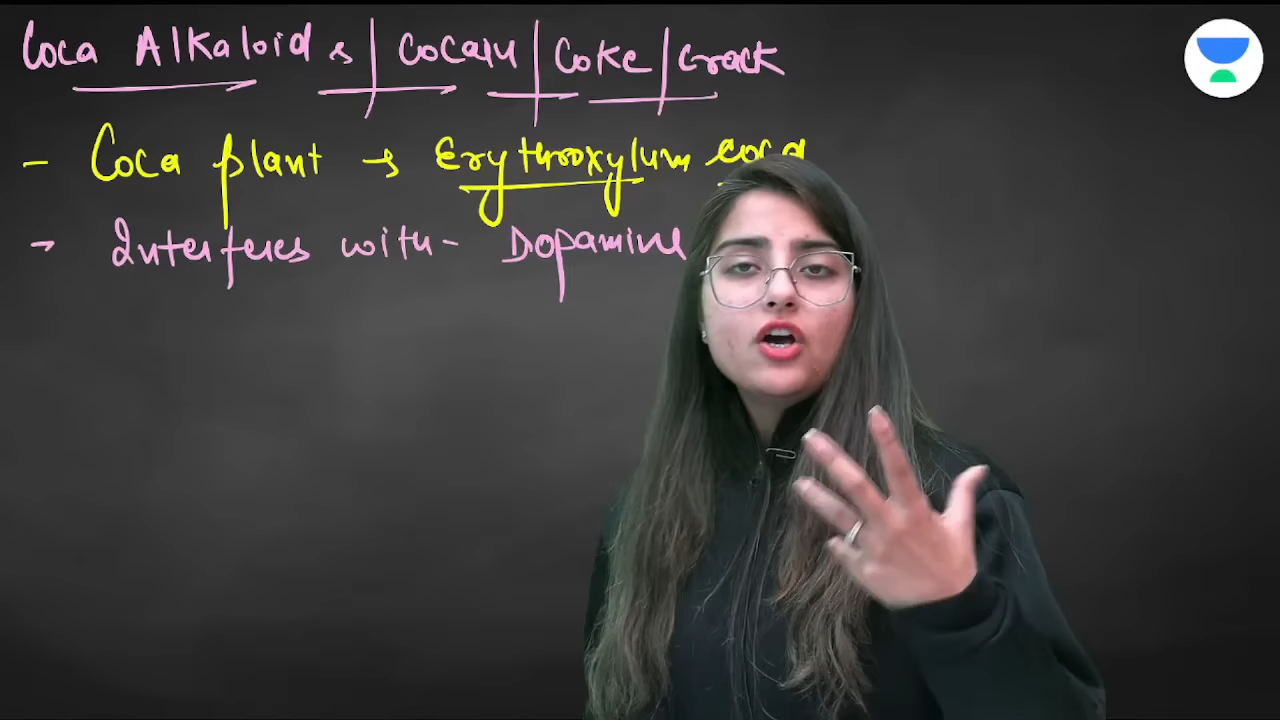 Coca Alkaloids / Cocain / Coke / Crack
- Coca plant → Erythroxylum coca
- Interferes with - Dopamine